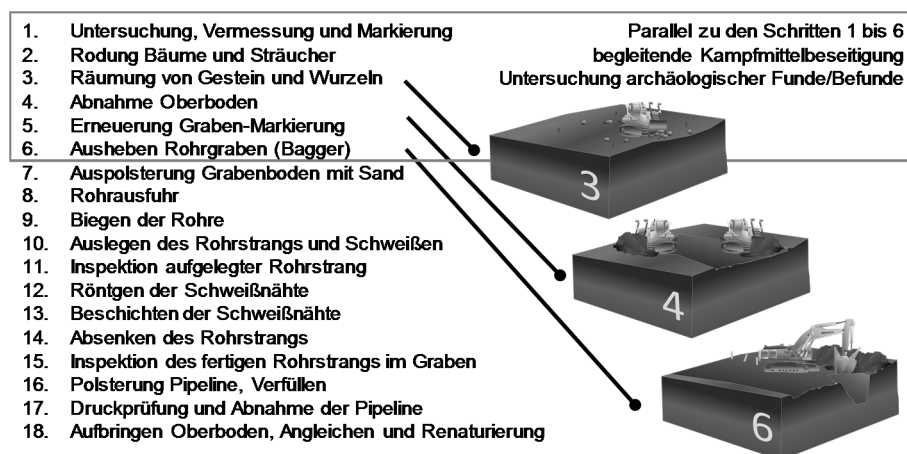 1. Untersuchung, Vermessung und Markierung
2. Rodung Bäume und Sträucher
3. Räumung von Gestein und Wurzeln
4. Abnahme Oberboden
5. Erneuerung Graben-Markierung
6. Ausheben Rohrgraben (Bagger)
7. Auspolsterung Grabenboden mit Sand
8. Rohrausfuhr
9. Biegen der Rohre
10. Auslegen des Rohrstrangs und Schweißen
11. Inspektion aufgelegter Rohrstrang
12. Röntgen der Schweißnähte
13. Beschichten der Schweißnähte
14. Absenken des Rohrstrangs
15. Inspektion des fertigen Rohrstrangs im Graben
16. Polsterung Pipeline, Verfüllen
17. Druckprüfung und Abnahme der Pipeline
18. Aufbringen Oberboden, Angleichen und Renaturierung
Parallel zu den Schritten 1 bis 6
begleitende Kampfmittelbeseitigung
Untersuchung archäologischer Funde/Befunde
3
4
6